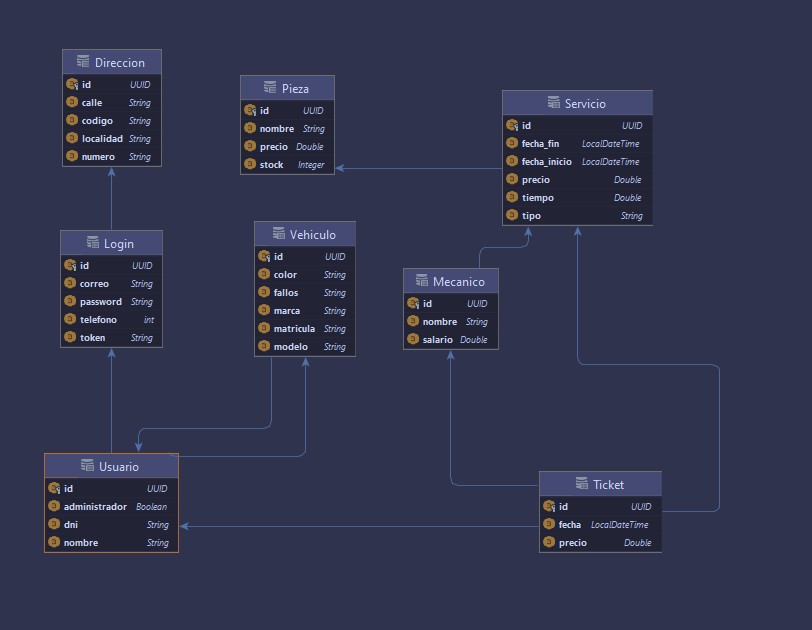 Direccion
id UUID
calle String
codigo String
localidad String
numero String
Pieza
id UUID
nombre String
precio Double
stock Integer
Servicio
id UUID
fecha_fin LocalDateTime
fecha_inicio LocalDateTime
precio Double
tiempo Double
tipo String
Login
id UUID
correo String
password String
telefono int
token String
Vehiculo
id UUID
color String
fallos String
marca String
matricula String
modelo String
Mecanico
id UUID
nombre String
salario Double
Usuario
id UUID
administrador Boolean
dni String
nombre String
Ticket
id UUID
fecha LocalDateTime
precio Double